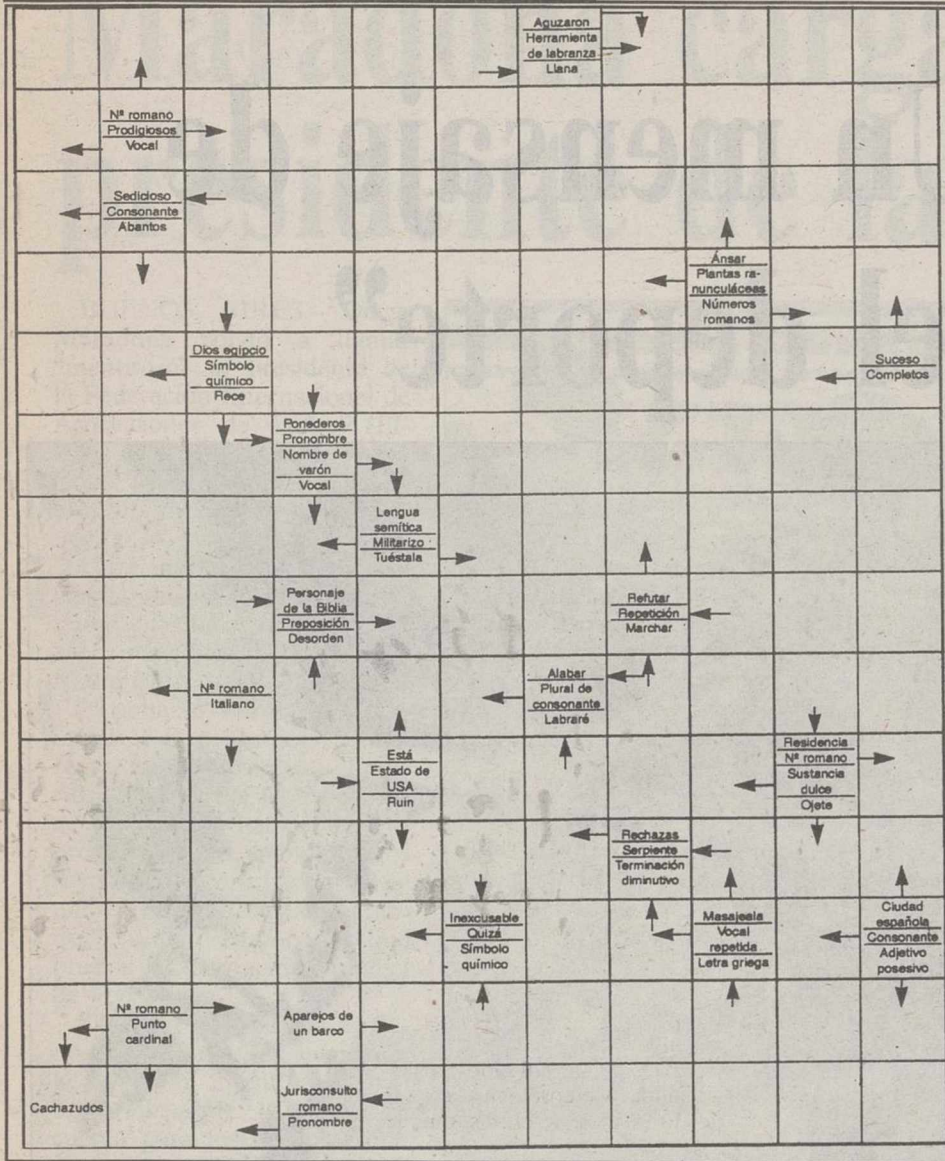 Aguzaron
Herramienta
de labranza
Llana
Nº romano
Prodigiosos
Vocal
Sedicioso
Consonante
Abantos
Ánsar
Plantas ra-
nunculáceas
Números
romanos
Dios egipcio
Símbolo
químico
Rece
Suceso
Completos
Ponederos
Pronombre
Nombre de
varón
Vocal
Lengua
semítica
Militarizo
Tuéstala
Personaje
de la Biblia
Preposición
Desorden
Refutar
Repetición
Marchar
Nº romano
Italiano
Alabar
Plural de
consonante
Labraré
Está
Estado de
USA
Ruin
Residencia
Nº romano
Sustancia
dulce
Ojete
Rechazas
Serpiente
Terminación
diminutivo
Inexcusable
Quizá
Símbolo
químico
Masajeala
Vocal
repetida
Letra griega
Ciudad
española
Consonante
Adjetivo
posesivo
Nº romano
Punto
cardinal
Aparejos de
un barco
Cachazudos
Jurisconsulto
romano
Pronombre